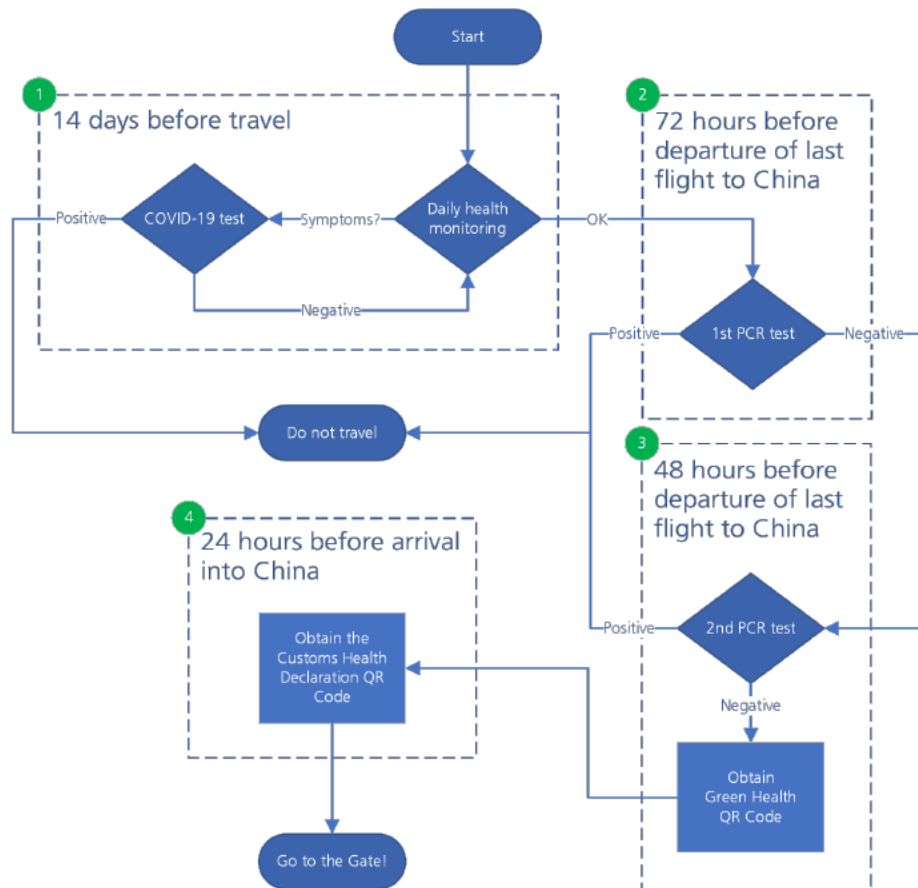 Start
1
14 days before travel
Daily health
monitoring
Symptoms?
COVID-19 test
Positive
Negative
OK
2
72 hours before
departure of last
flight to China
1st PCR test
Positive
Negative
Do not travel
3
48 hours before
departure of last
flight to China
2nd PCR test
Positive
Negative
Obtain
Green Health
QR Code
4
24 hours before arrival
into China
Obtain the
Customs Health
Declaration QR
Code
Go to the Gate!